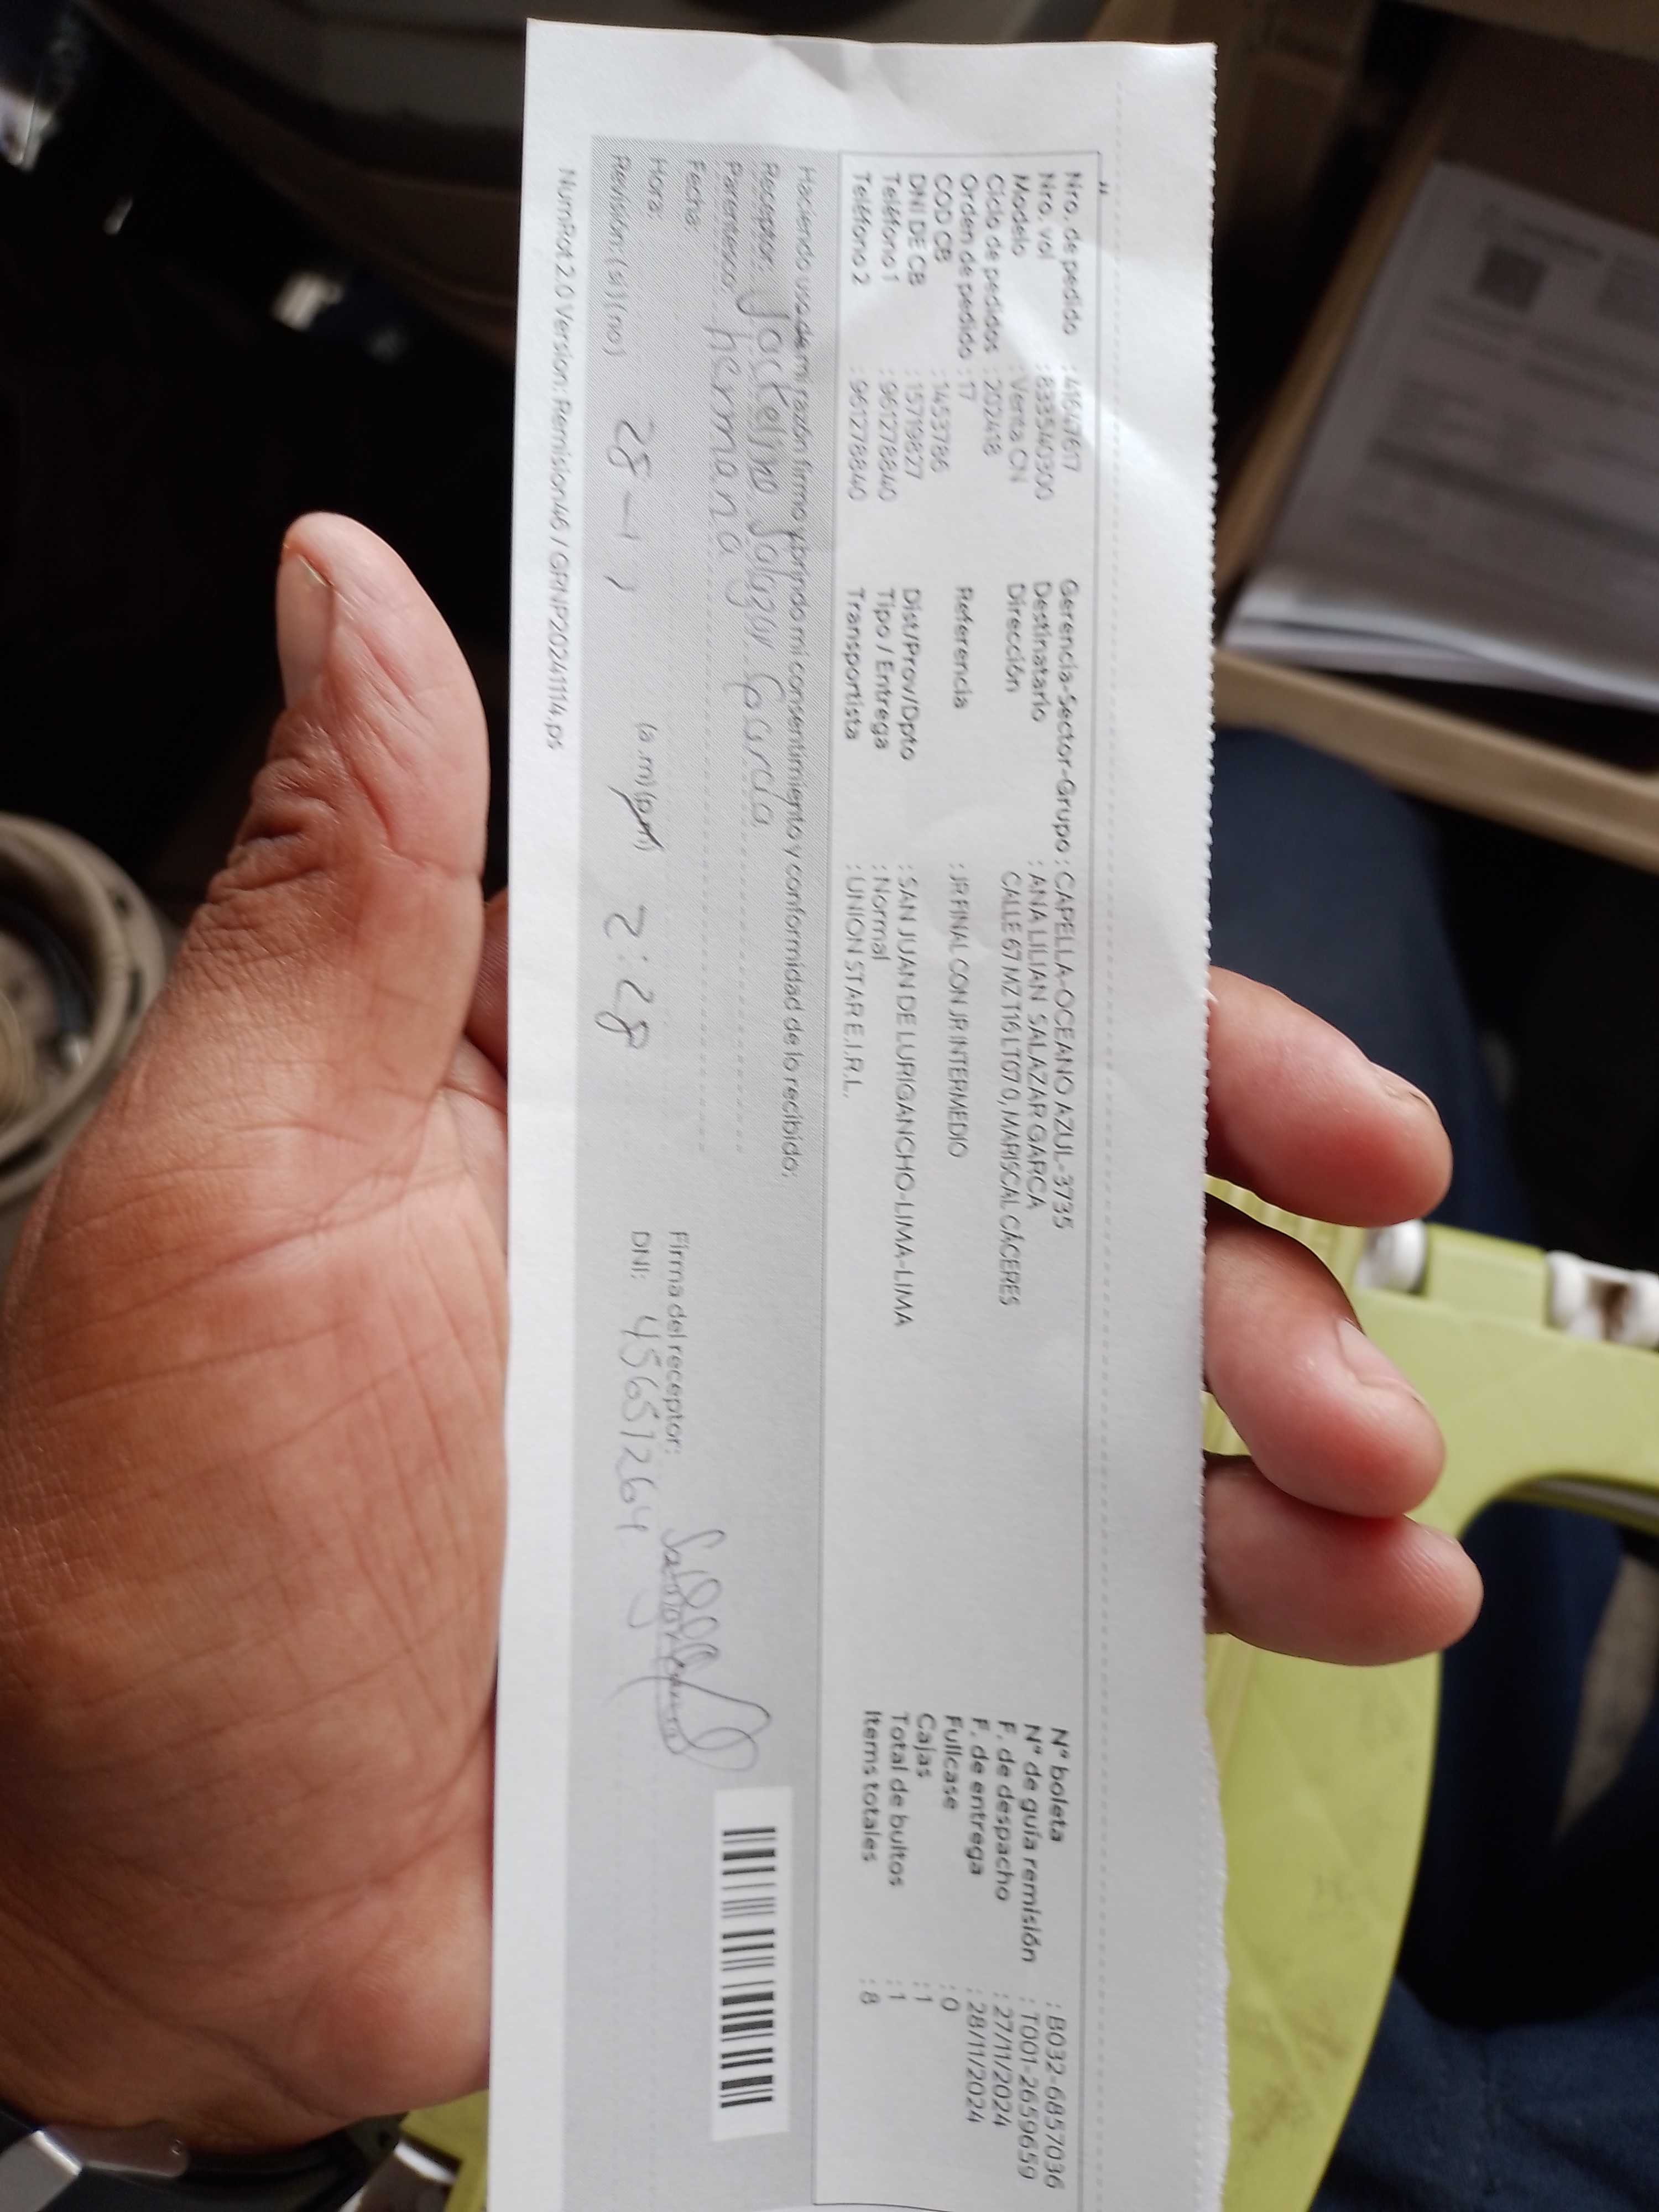 Nro. de pedido : 416447617
Nro. vol : 833540300
Modelo : Venta CN
Ciclo de pedidos : 202418
Orden de pedido : 17
COD CB : 1453786
DNI DE CB : 15719827
Teléfono 1 : 961278840
Teléfono 2 : 961278840
Gerencia-Sector-Grupo : CAPELLA-OCEANO AZUL-3735
Destinatario : ANA LILIAN SALAZAR GARCA
Dirección CALLE 67 MZ T16 LT07 0, MARISCAL CÁCERES
Referencia : JR FINAL CON JR INTERMEDIO
Dist/Prov/Dpto : SAN JUAN DE LURIGANCHO-LIMA-LIMA
Tipo / Entrega : Normal
Transportista : UNION STAR E.I.R.L.
N° boleta : B032-6857036
N° de guía remisión : T001-2659659
F. de despacho : 27/11/2024
F. de entrega : 28/11/2024
Fullcase : 0
Cajas : 1
Total de bultos : 1
Items totales : 8
Haciendo uso de mi razón firmo y brindo mi consentimiento y conformidad de lo recibido:
Receptor: Jackeline Salazar Garcia
Parentesco: hermana
Fecha:
Hora: (a.m)(p.m)
Revisión: (si) (no) 28-11 2:28
Firma del receptor:
DNI: 45651264
NumRot 2.0 Version: Remision46 / GRNP20241114.ps